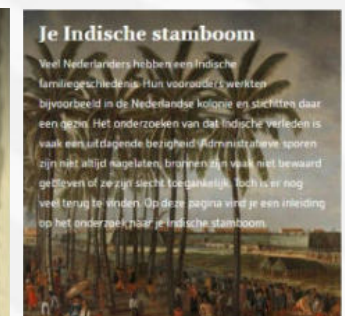 Je Indische stamboom
Veel Nederlanders hebben een Indische
familiegeschiedenis. Hun voorouders werkten
bijvoorbeeld in de Nederlandse kolonie en stichtten daar
een gezin. Het onderzoeken van dat Indische verleden is
vaak een uitdagende bezigheid. Administratieve sporen
zijn niet altijd nagelaten, bronnen zijn vaak niet bewaard
gebleven of ze zijn slecht toegankelijk. Toch is er nog
veel terug te vinden. Op deze pagina vind je een inleiding
op het onderzoek naar je Indische stamboom.